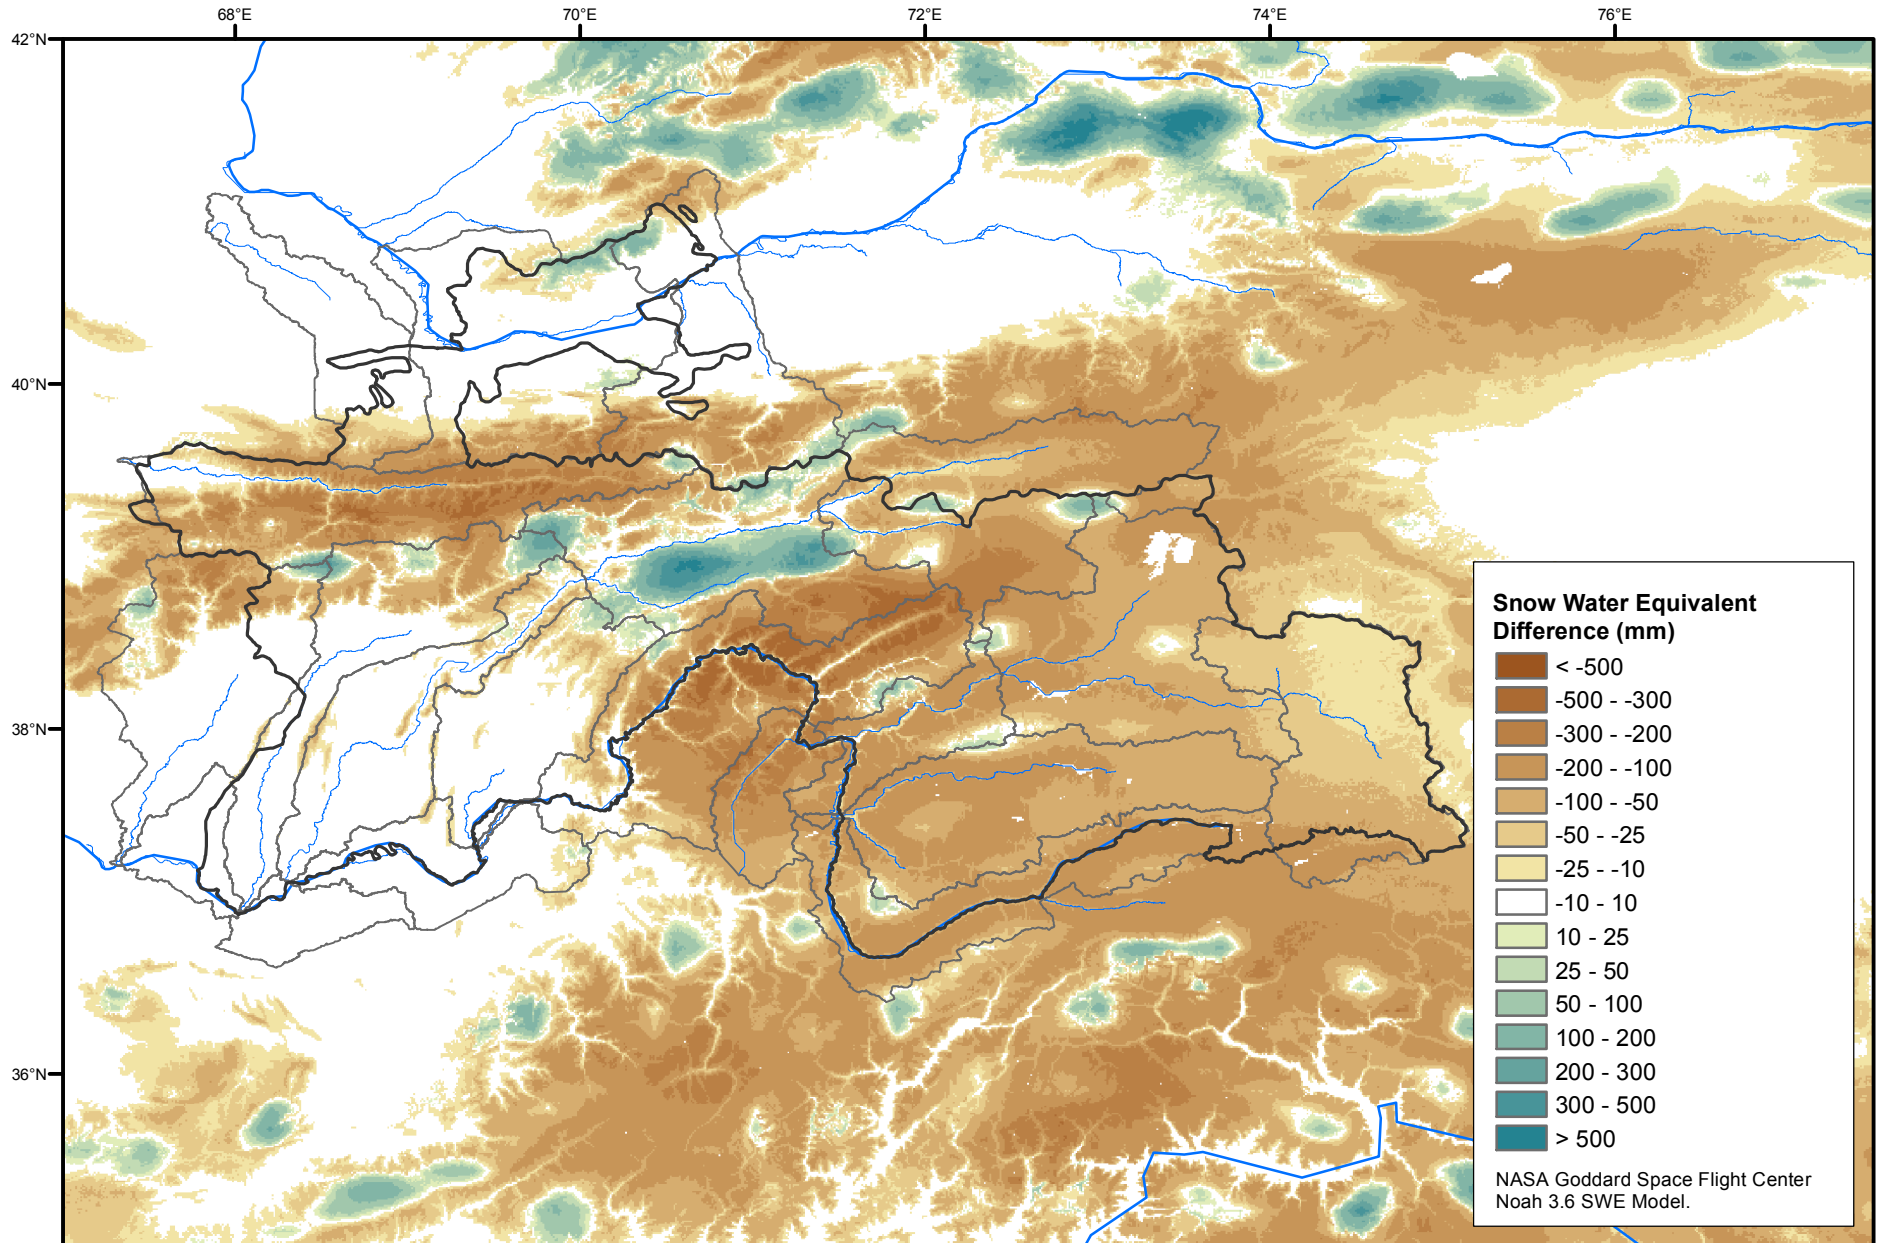 68°E 70°E 72°E 74°E 76°E
42°N
40°N
38°N
36°N
Snow Water Equivalent
Difference (mm)
< -500
-500 - -300
-300 - -200
-200 - -100
-100 - -50
-50 - -25
-25 - -10
-10 - 10
10 - 25
25 - 50
50 - 100
100 - 200
200 - 300
300 - 500
> 500
NASA Goddard Space Flight Center
Noah 3.6 SWE Model.